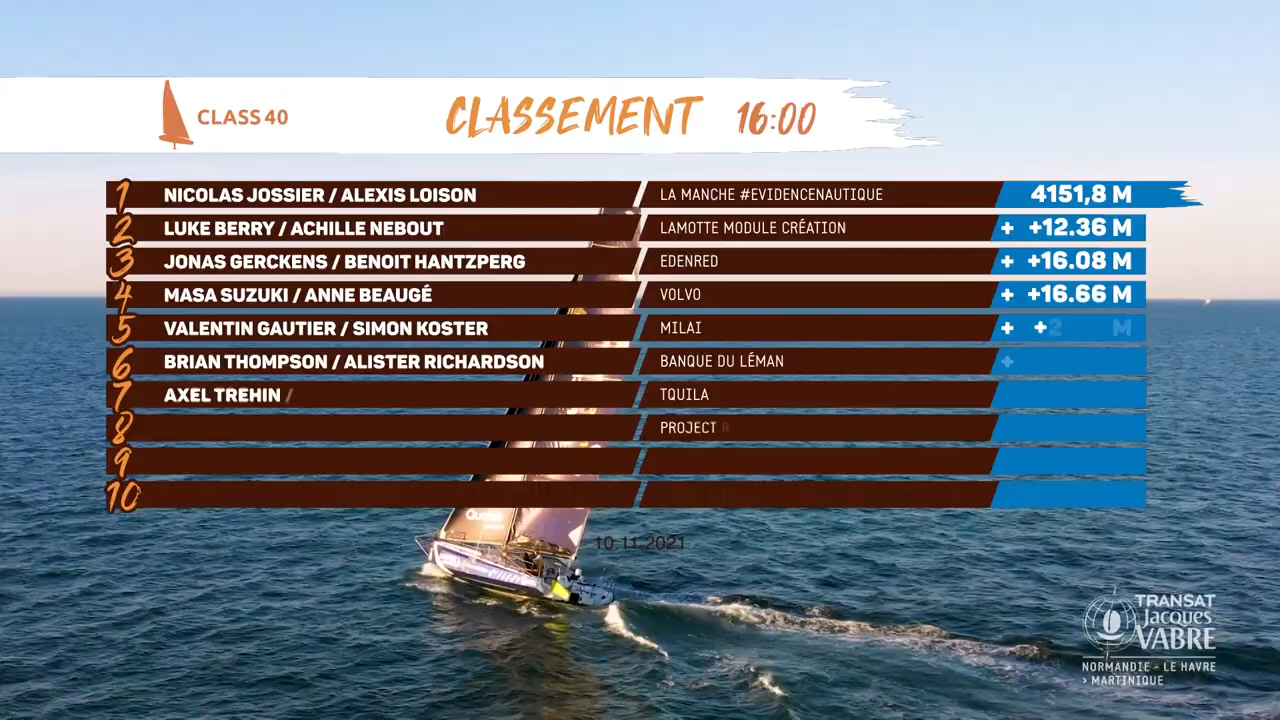 CLASS 40
CLASSEMENT 16:00
1 NICOLAS JOSSIER / ALEXIS LOISON LA MANCHE #EVIDENCENAUTIQUE 4151,8 M
2 LUKE BERRY / ACHILLE NEBOUT LAMOTTE MODULE CRÉATION + +12.36 M
3 JONAS GERCKENS / BENOIT HANTZPERG EDENRED + +16.08 M
4 MASA SUZUKI / ANNE BEAUGÉ VOLVO + +16.66 M
5 VALENTIN GAUTIER / SIMON KOSTER MILAI + +2 M
6 BRIAN THOMPSON / ALISTER RICHARDSON BANQUE DU LÉMAN +
7 AXEL TREHIN / TQUILA
8 PROJECT R
9
10
10.11.2021
TRANSAT
Jacques
VABRE
NORMANDIE - LE HAVRE
> MARTINIQUE